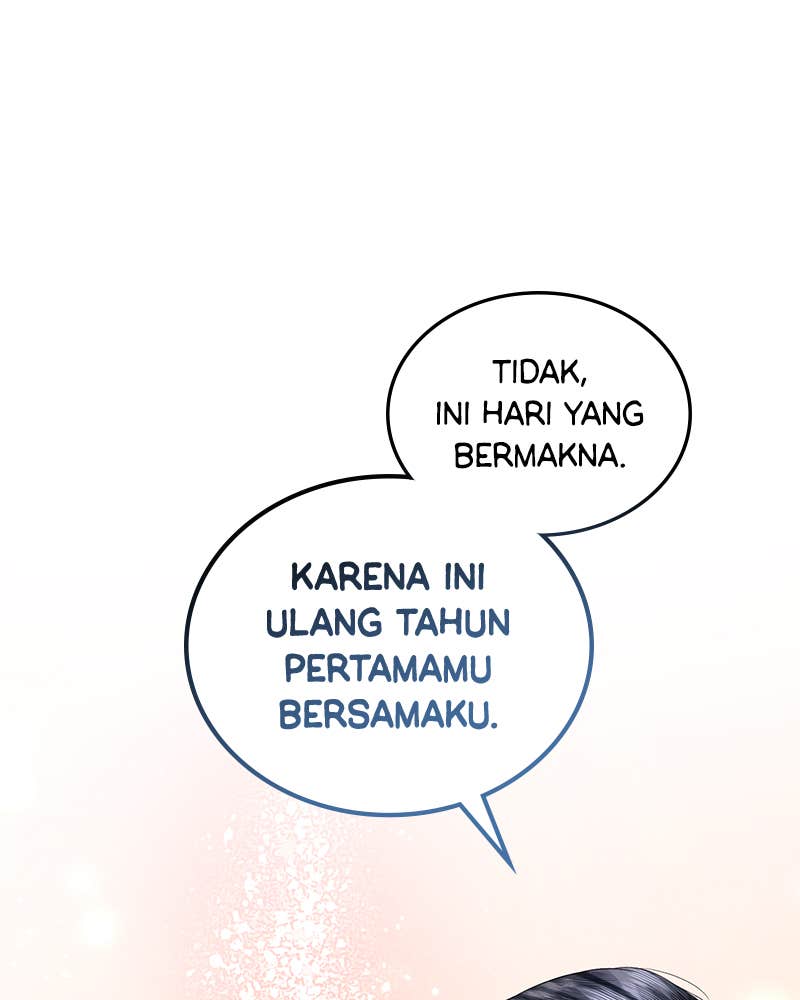 TIDAK,
INI HARI YANG
BERMAKNA.
KARENA INI
ULANG TAHUN
PERTAMAMU
BERSAMAKU.